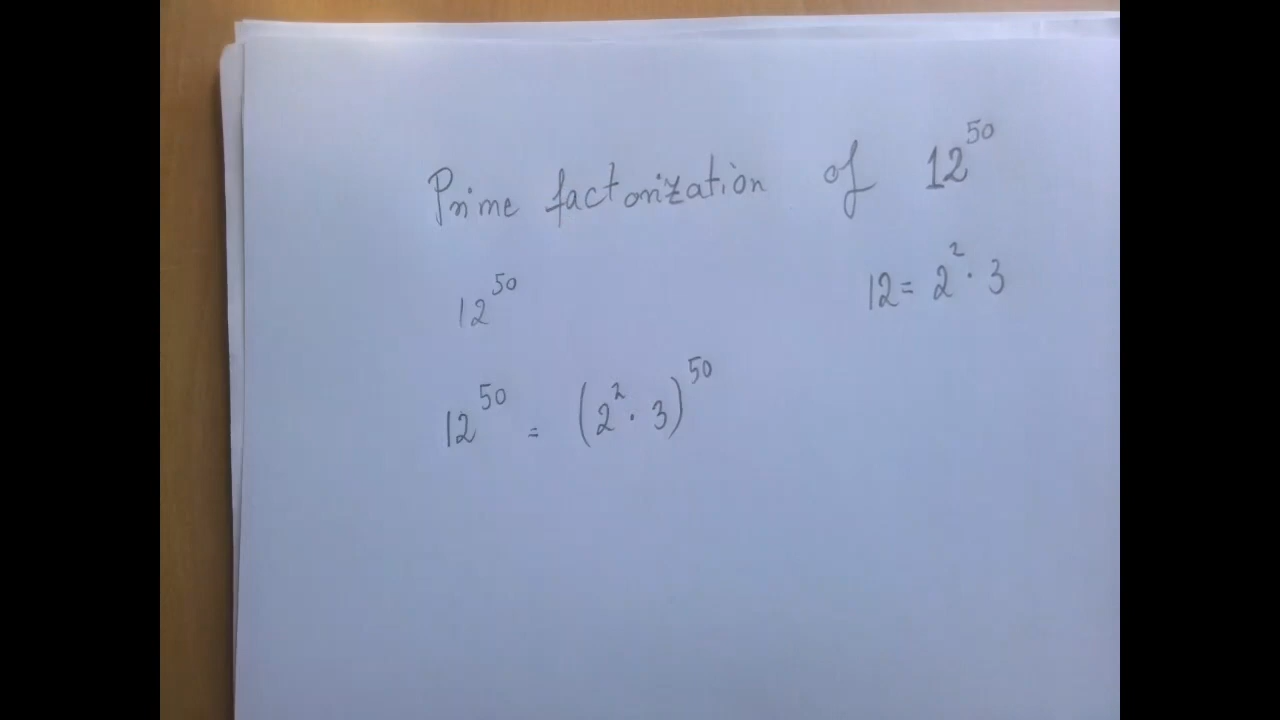 Prime factorization of 12^50
12^50
12 = 2^2 · 3
12^50 = (2^2 · 3)^50